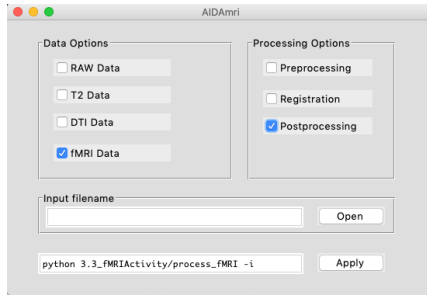 AIDAmri
Data Options
RAW Data
T2 Data
DTI Data
fMRI Data
Processing Options
Preprocessing
Registration
Postprocessing
Input filename
Open
python 3.3_fMRIActivity/process_fMRI -i
Apply